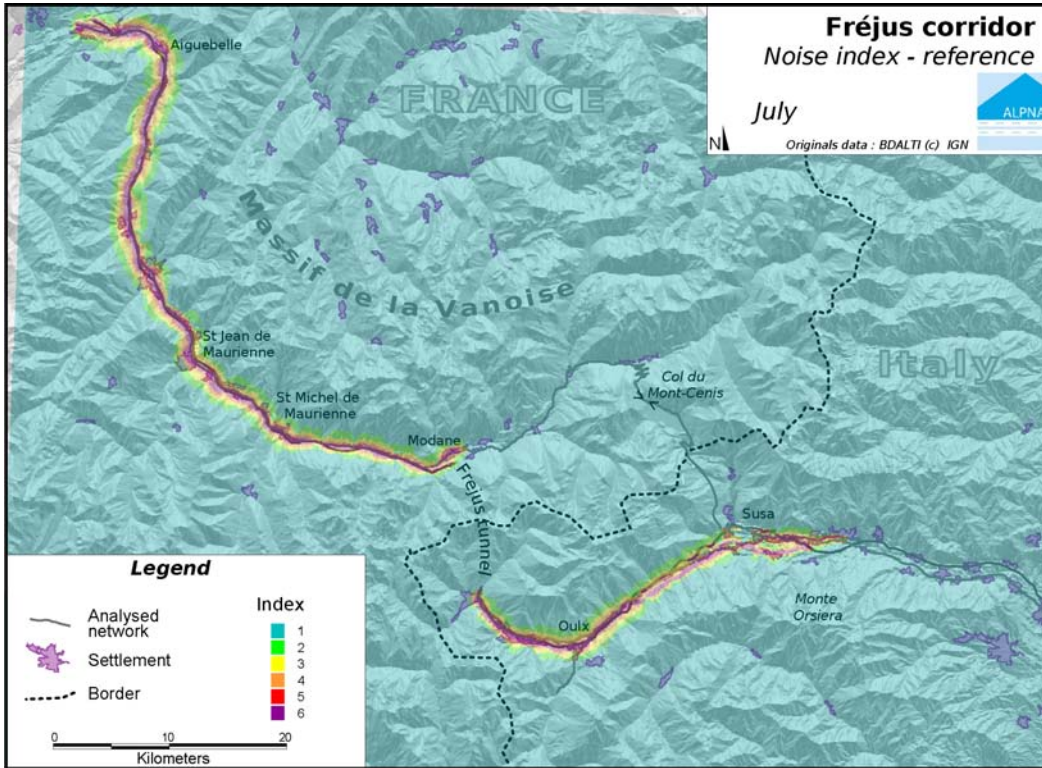 Fréjus corridor
Noise index - reference
July
ALPNA
N
Originals data : BDALTI (c) IGN
Aiguebelle
FRANCE
Massif de la Vanoise
Italy
St Jean de
Maurienne
St Michel de
Maurienne
Col du
Mont-Cenis
Modane
Fréjus tunnel
Susa
Oulx
Monte
Orsiera
Legend
Analysed
network
Settlement
Border
Index
1
2
3
4
5
6
0 10 20
Kilometers